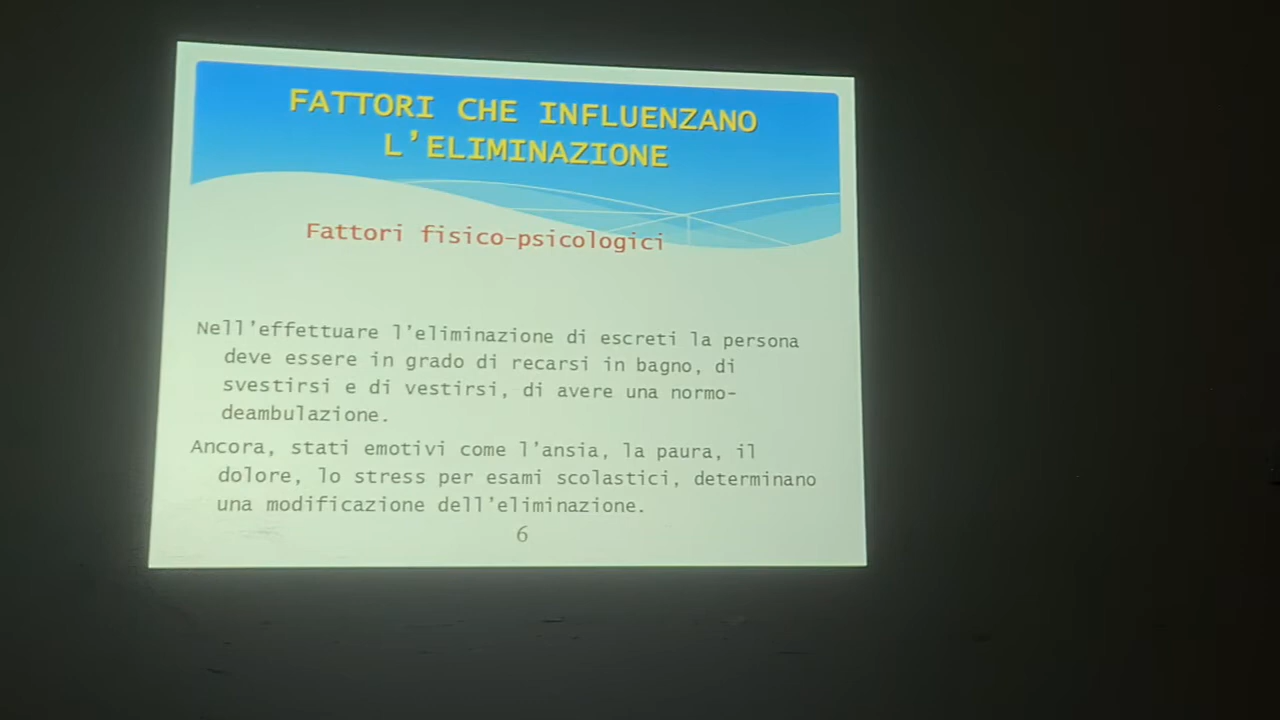 FATTORI CHE INFLUENZANO
L’ELIMINAZIONE
Fattori fisico-psicologici
Nell’effettuare l’eliminazione di escreti la persona
deve essere in grado di recarsi in bagno, di
svestirsi e di vestirsi, di avere una normo-
deambulazione.
Ancora, stati emotivi come l’ansia, la paura, il
dolore, lo stress per esami scolastici, determinano
una modificazione dell’eliminazione.
6